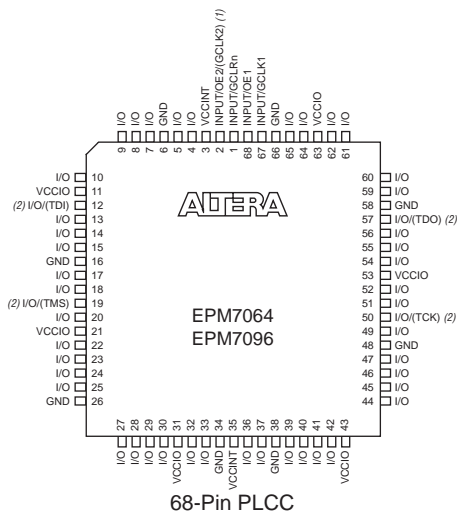 I/O 9
I/O 8
I/O 7
GND 6
I/O 5
I/O 4
VCCINT 3
INPUT/OE2/(GCLK2) (1) 2
INPUT/GCLRn 1
INPUT/OE1 68
INPUT/GCLK1 67
GND 66
I/O 65
I/O 64
VCCIO 63
I/O 62
I/O 61
I/O 10
VCCIO 11
(2) I/O/(TDI) 12
I/O 13
I/O 14
I/O 15
GND 16
I/O 17
I/O 18
(2) I/O/(TMS) 19
I/O 20
VCCIO 21
I/O 22
I/O 23
I/O 24
I/O 25
GND 26
ALTERA
EPM7064
EPM7096
60 I/O
59 I/O
58 GND
57 I/O/(TDO) (2)
56 I/O
55 I/O
54 I/O
53 VCCIO
52 I/O
51 I/O
50 I/O/(TCK) (2)
49 I/O
48 GND
47 I/O
46 I/O
45 I/O
44 I/O
I/O 27
I/O 28
I/O 29
I/O 30
VCCIO 31
I/O 32
I/O 33
GND 34
VCCINT 35
I/O 36
I/O 37
GND 38
I/O 39
I/O 40
I/O 41
I/O 42
VCCIO 43
68-Pin PLCC